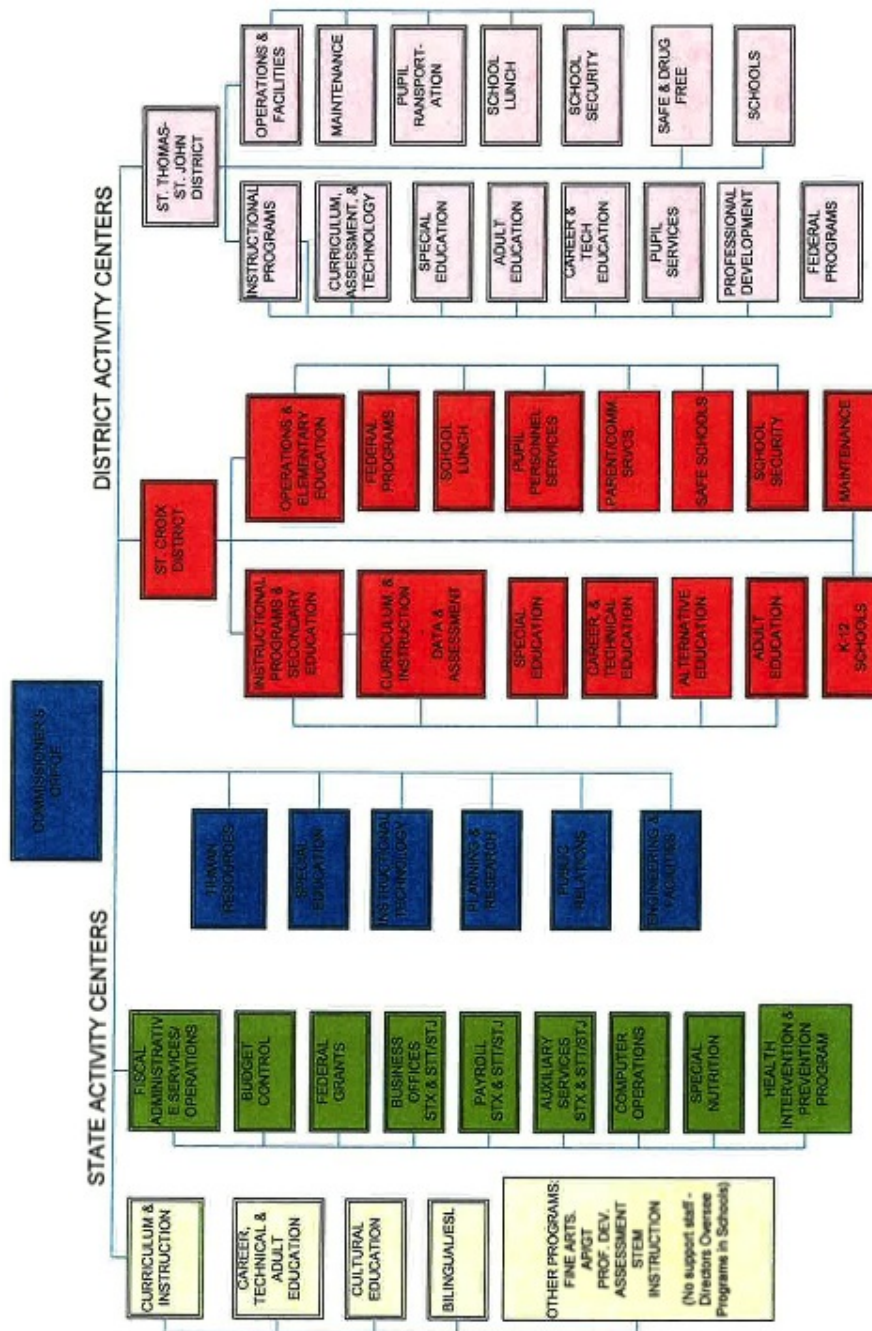 COMMISSIONER'S
OFFICE
STATE ACTIVITY CENTERS
DISTRICT ACTIVITY CENTERS
CURRICULUM &
INSTRUCTION
CAREER,
TECHNICAL &
ADULT
EDUCATION
CULTURAL
EDUCATION
BILINGUAL/ESL
OTHER PROGRAMS:
FINE ARTS.
AP/GT
PROF. DEV.
ASSESSMENT
STEM
INSTRUCTION
(No support staff -
Directors Oversee
Programs in Schools)
FISCAL
ADMINISTRATIV
E SERVICES/
OPERATIONS
BUDGET
CONTROL
FEDERAL
GRANTS
BUSINESS
OFFICES
STX & STT/STJ
PAYROLL
STX & STT/STJ
AUXILIARY
SERVICES
STX & STT/STJ
COMPUTER
OPERATIONS
SPECIAL
NUTRITION
HEALTH
INTERVENTION &
PREVENTION
PROGRAM
HUMAN
RESOURCES
SPECIAL
EDUCATION
INSTRUCTIONAL
TECHNOLOGY
PLANNING &
RESEARCH
PUBLIC
RELATIONS
ENGINEERING &
FACILITIES
ST. CROIX
DISTRICT
INSTRUCTIONAL
PROGRAMS &
SECONDARY
EDUCATION
CURRICULUM, &
INSTRUCTION
-
DATA &
ASSESSMENT
SPECIAL
EDUCATION
CAREER, &
TECHNICAL
EDUCATION
ALTERNATIVE
EDUCATION
ADULT
EDUCATION
K-12
SCHOOLS
OPERATIONS &
ELEMENTARY
EDUCATION
FEDERAL
PROGRAMS
SCHOOL
LUNCH
PUPIL
PERSONNEL
SERVICES
PARENT/COMM.
SRVCS.
SAFE SCHOOLS
SCHOOL
SECURITY
MAINTENANCE
ST. THOMAS-
ST. JOHN
DISTRICT
INSTRUCTIONAL
PROGRAMS
CURRICULUM,
ASSESSMENT, &
TECHNOLOGY
SPECIAL
EDUCATION
ADULT
EDUCATION
CAREER &
TECH
EDUCATION
PUPIL
SERVICES
PROFESSIONAL
DEVELOPMENT
FEDERAL
PROGRAMS
OPERATIONS &
FACILITIES
MAINTENANCE
PUPIL
RANSPORT-
ATION
SCHOOL
LUNCH
SCHOOL
SECURITY
SAFE & DRUG
FREE
SCHOOLS